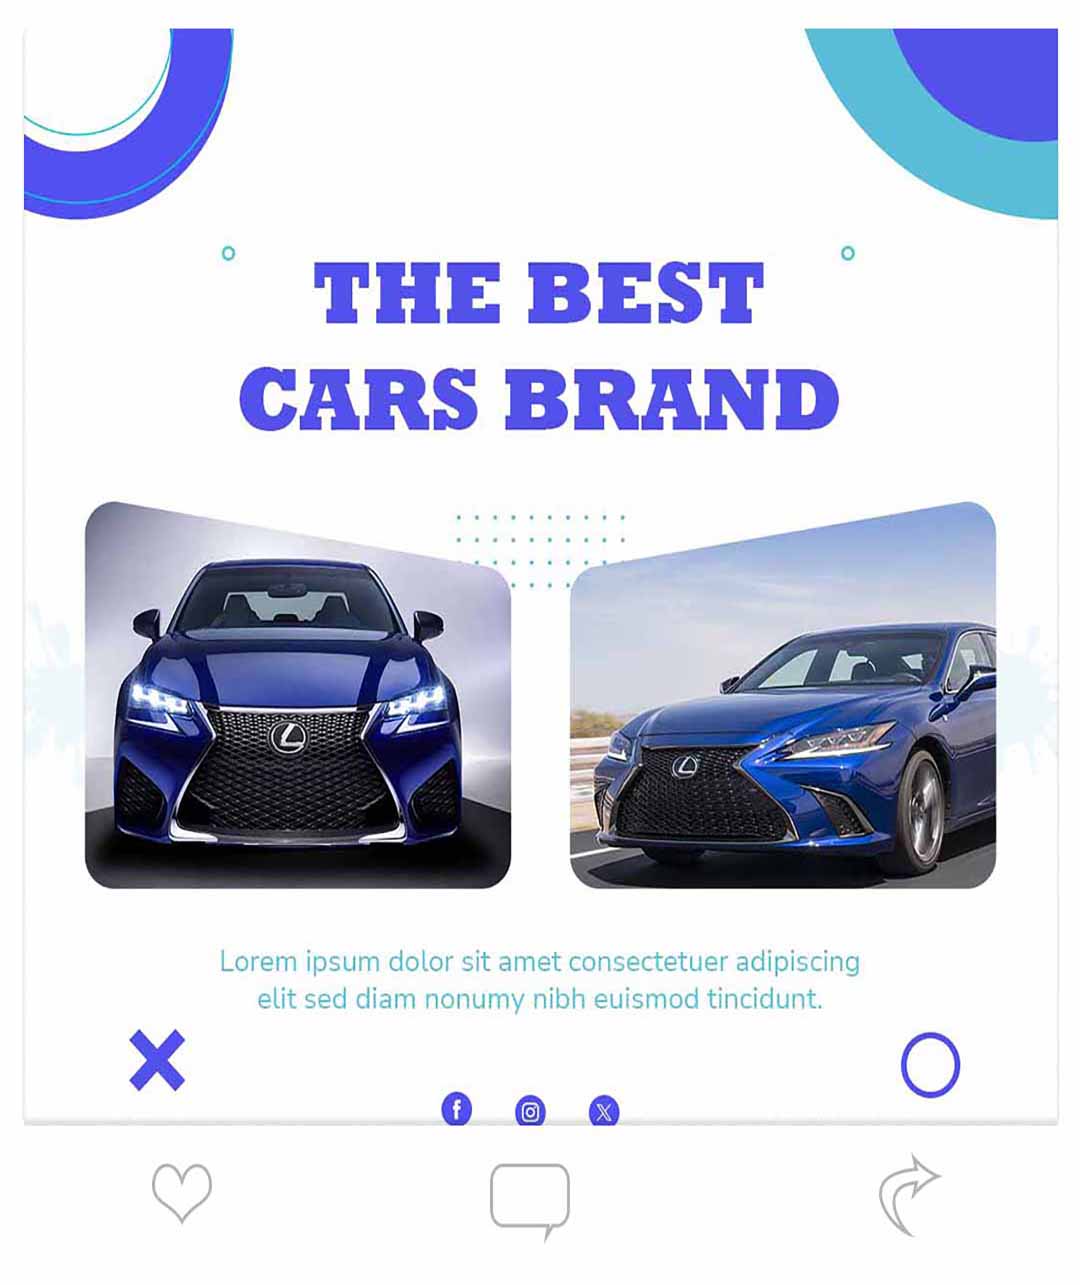 THE BEST
CARS BRAND
Lorem ipsum dolor sit amet consectetuer adipiscing
elit sed diam nonumy nibh euismod tincidunt.